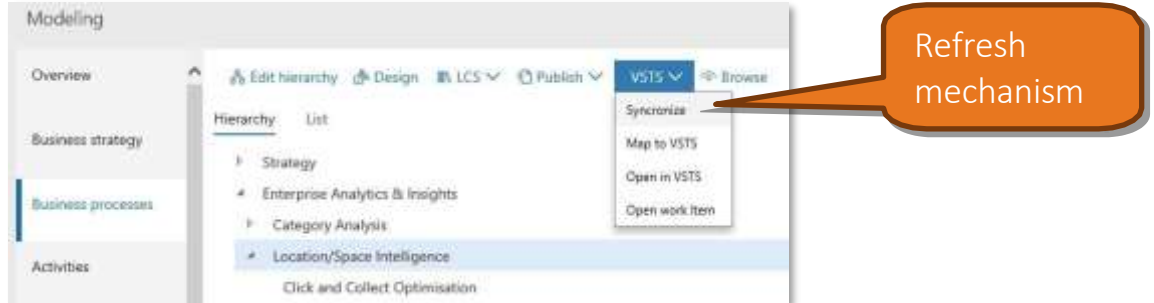 Modeling
Overview
Business strategy
Business processes
Activities
Edit hierarchy Design LCS Publish VSTS Browse
Hierarchy List
Strategy
Enterprise Analytics & Insights
Category Analysis
Location/Space Intelligence
Click and Collect Optimisation
Syncronize
Map to VSTS
Open in VSTS
Open work Item
Refresh
mechanism